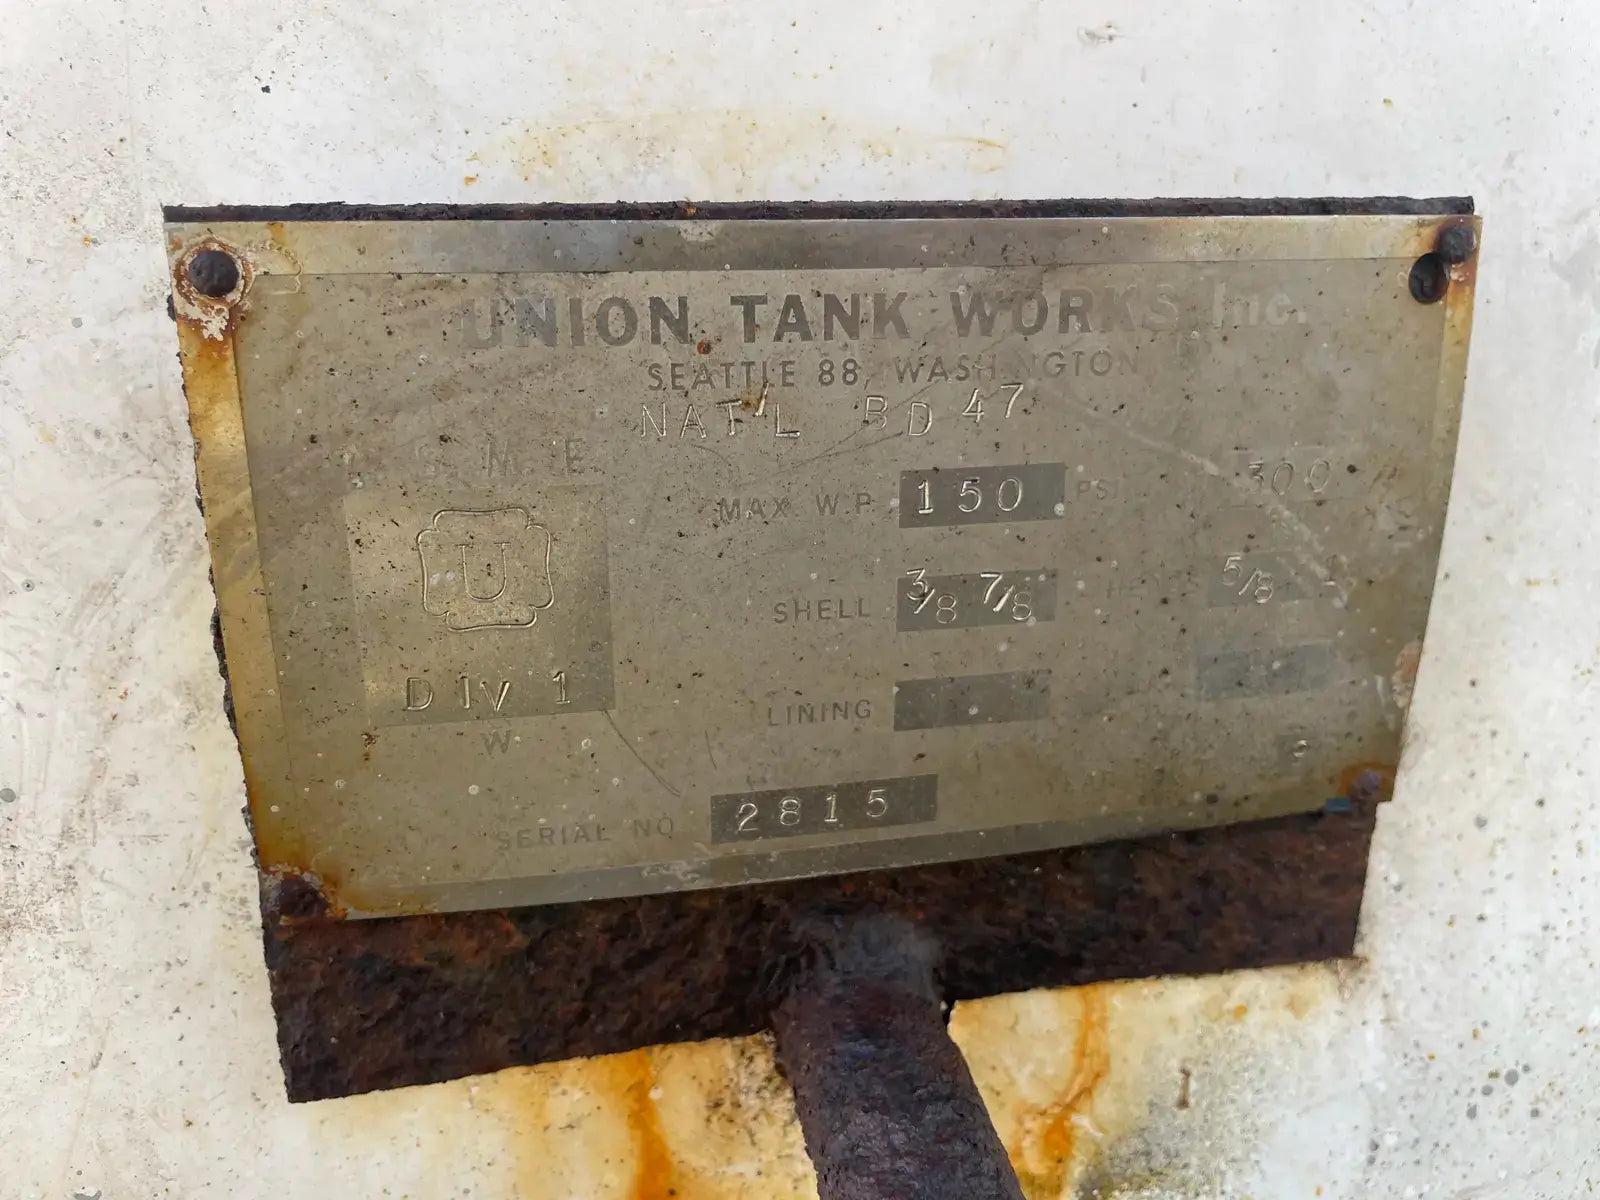 UNION TANK WORKS Inc.
SEATTLE 88, WASHINGTON
NAT'L BD 47
S M E
U
DIV 1
W
MAX W.P. 150 PSI 300
SHELL 3/8 7/8 5/8
LINING
SERIAL NO 2815